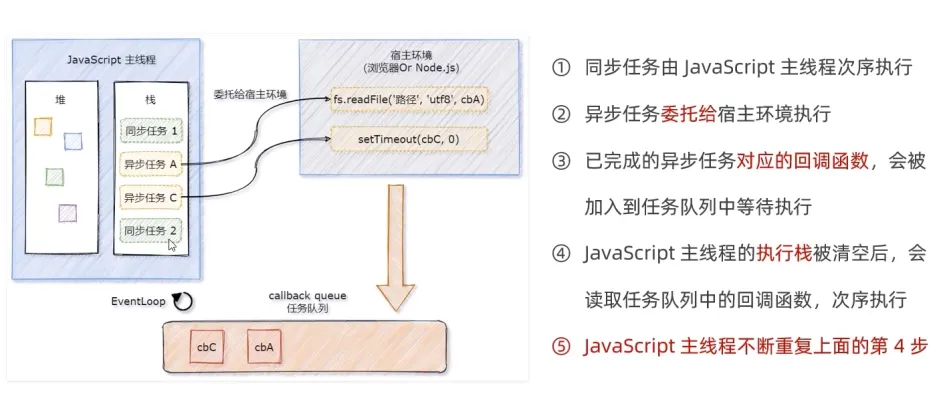 JavaScript 主线程
堆
栈
同步任务 1
异步任务 A
异步任务 C
同步任务 2
委托给宿主环境
宿主环境
(浏览器Or Node.js)
fs.readFile('路径', 'utf8', cbA)
setTimeout(cbC, 0)
EventLoop
callback queue
任务队列
cbC
cbA
① 同步任务由 JavaScript 主线程次序执行
② 异步任务委托给宿主环境执行
③ 已完成的异步任务对应的回调函数，会被
加入到任务队列中等待执行
④ JavaScript 主线程的执行栈被清空后，会
读取任务队列中的回调函数，次序执行
⑤ JavaScript 主线程不断重复上面的第 4 步